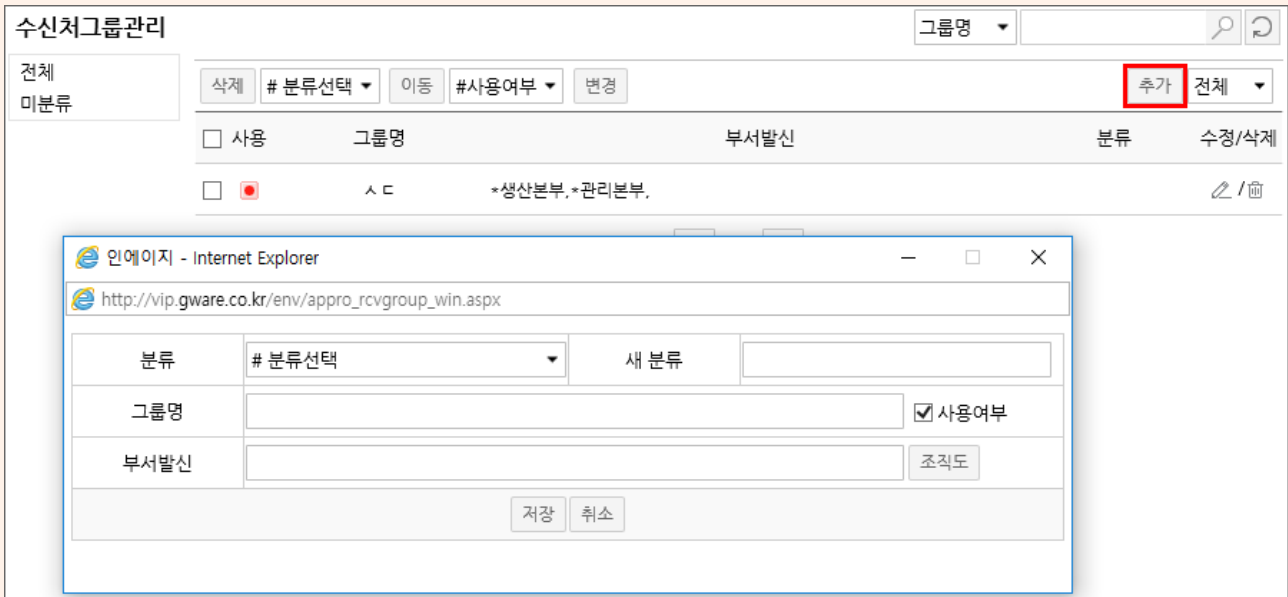 수신처그룹관리 그룹명
전체
미분류
삭제 # 분류선택 이동 #사용여부 변경 추가 전체
사용 그룹명 부서발신 분류 수정/삭제
ㅅㄷ *생산본부,*관리본부, /
인에이지 - Internet Explorer
http://vip.gware.co.kr/env/appro_rcvgroup_win.aspx
분류 # 분류선택 새 분류
그룹명 사용여부
부서발신 조직도
저장 취소